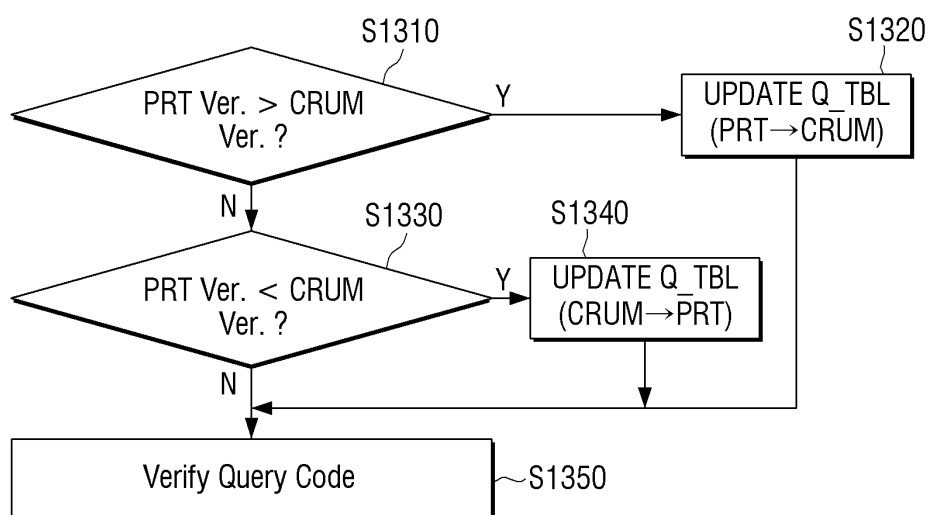 S1310
S1320
PRT Ver. > CRUM
Ver. ?
Y
UPDATE Q_TBL
(PRT→CRUM)
N
S1330
S1340
PRT Ver. < CRUM
Ver. ?
Y
UPDATE Q_TBL
(CRUM→PRT)
N
Verify Query Code
S1350